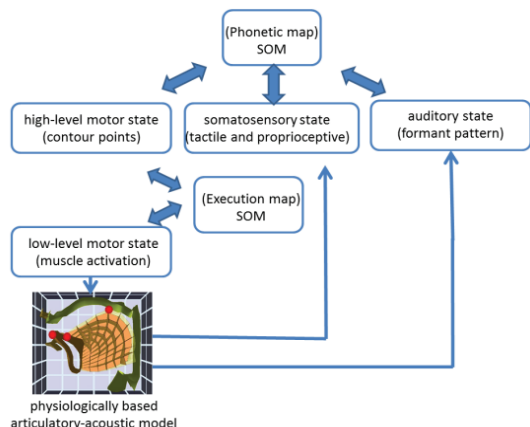 (Phonetic map)
SOM
high-level motor state
(contour points)
somatosensory state
(tactile and proprioceptive)
auditory state
(formant pattern)
(Execution map)
SOM
low-level motor state
(muscle activation)
physiologically based
articulatory-acoustic model